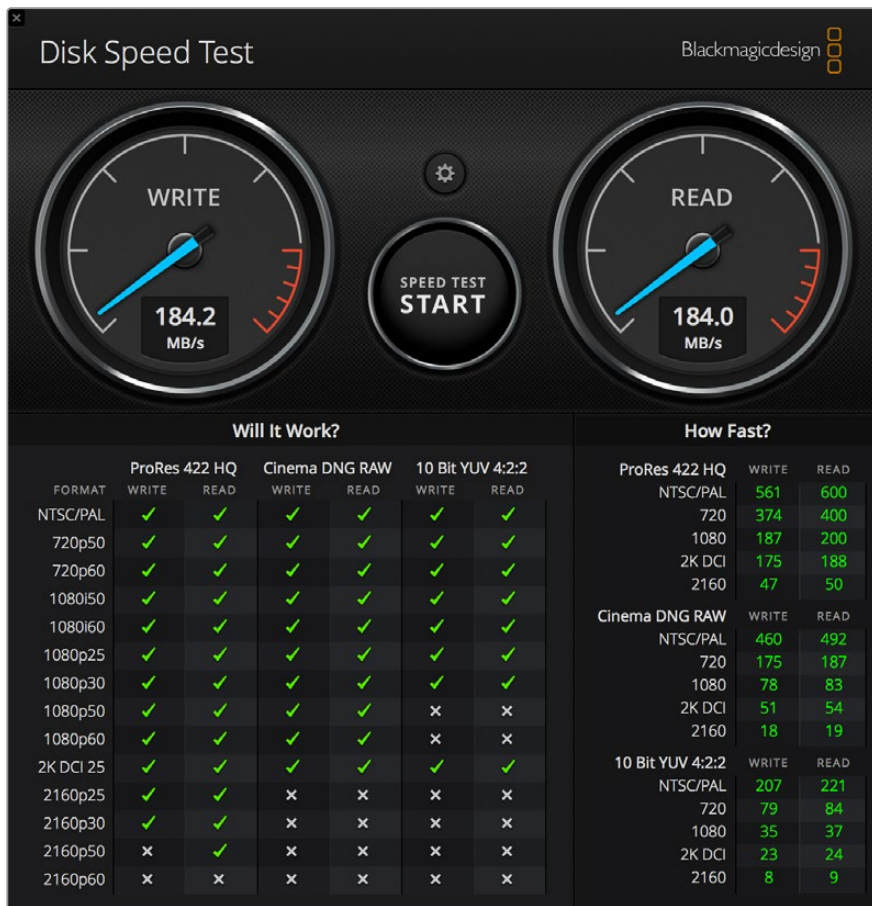 Disk Speed Test
Blackmagicdesign
WRITE
184.2
MB/s
SPEED TEST
START
READ
184.0
MB/s
Will It Work?
ProRes 422 HQ Cinema DNG RAW 10 Bit YUV 4:2:2
FORMAT WRITE READ WRITE READ WRITE READ
NTSC/PAL ✓ ✓ ✓ ✓ ✓ ✓
720p50 ✓ ✓ ✓ ✓ ✓ ✓
720p60 ✓ ✓ ✓ ✓ ✓ ✓
1080i50 ✓ ✓ ✓ ✓ ✓ ✓
1080i60 ✓ ✓ ✓ ✓ ✓ ✓
1080p25 ✓ ✓ ✓ ✓ ✓ ✓
1080p30 ✓ ✓ ✓ ✓ ✓ ✓
1080p50 ✓ ✓ ✓ ✓ × ×
1080p60 ✓ ✓ ✓ ✓ × ×
2K DCI 25 ✓ ✓ ✓ ✓ ✓ ✓
2160p25 ✓ ✓ × × × ×
2160p30 ✓ ✓ × × × ×
2160p50 × ✓ × × × ×
2160p60 × × × × × ×
How Fast?
ProRes 422 HQ WRITE READ
NTSC/PAL 561 600
720 374 400
1080 187 200
2K DCI 175 188
2160 47 50
Cinema DNG RAW WRITE READ
NTSC/PAL 460 492
720 175 187
1080 78 83
2K DCI 51 54
2160 18 19
10 Bit YUV 4:2:2 WRITE READ
NTSC/PAL 207 221
720 79 84
1080 35 37
2K DCI 23 24
2160 8 9